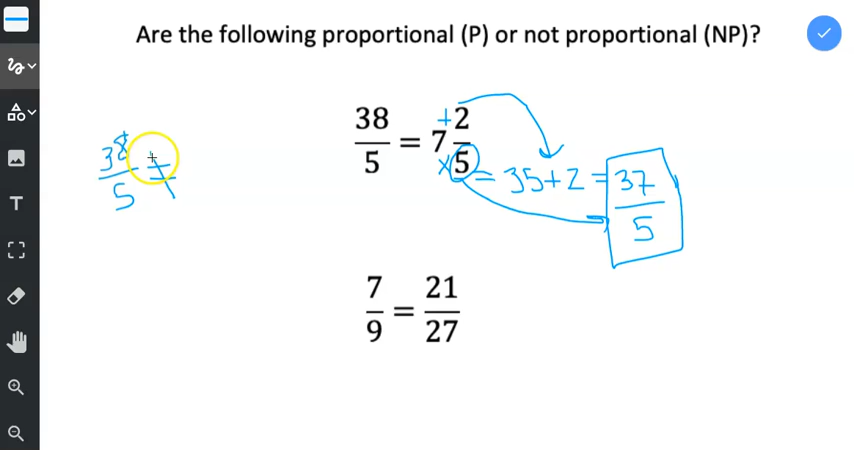 Are the following proportional (P) or not proportional (NP)?
38/5 = 7 2/5
+
×
= 35+2 = 37/5
38/5 ≠
7/9 = 21/27
T